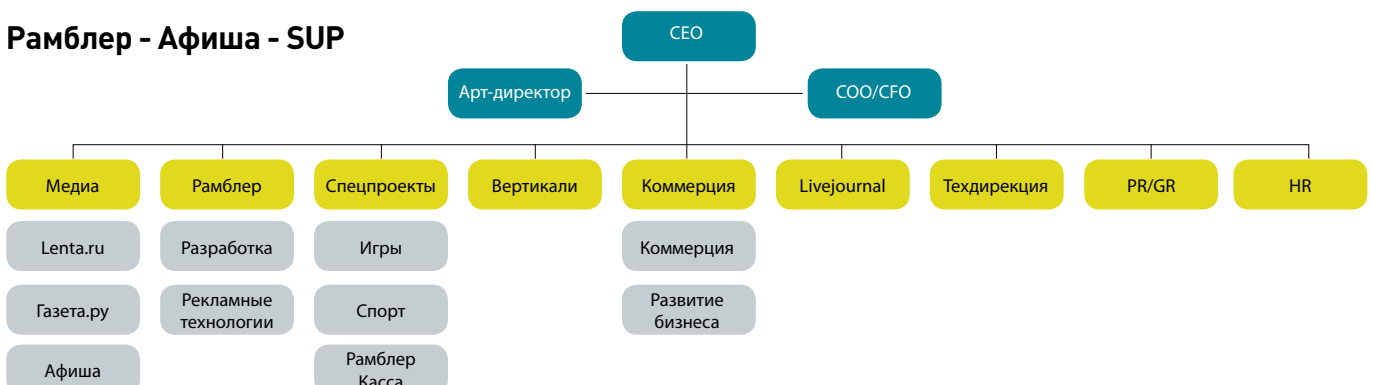 Рамблер - Афиша - SUP
CEO
Арт-директор
COO/CFO
Медиа
Рамблер
Спецпроекты
Вертикали
Коммерция
Livejournal
Техдирекция
PR/GR
HR
Lenta.ru
Разработка
Игры
Коммерция
Газета.ру
Рекламные
технологии
Спорт
Развитие
бизнеса
Афиша
Рамблер
Касса